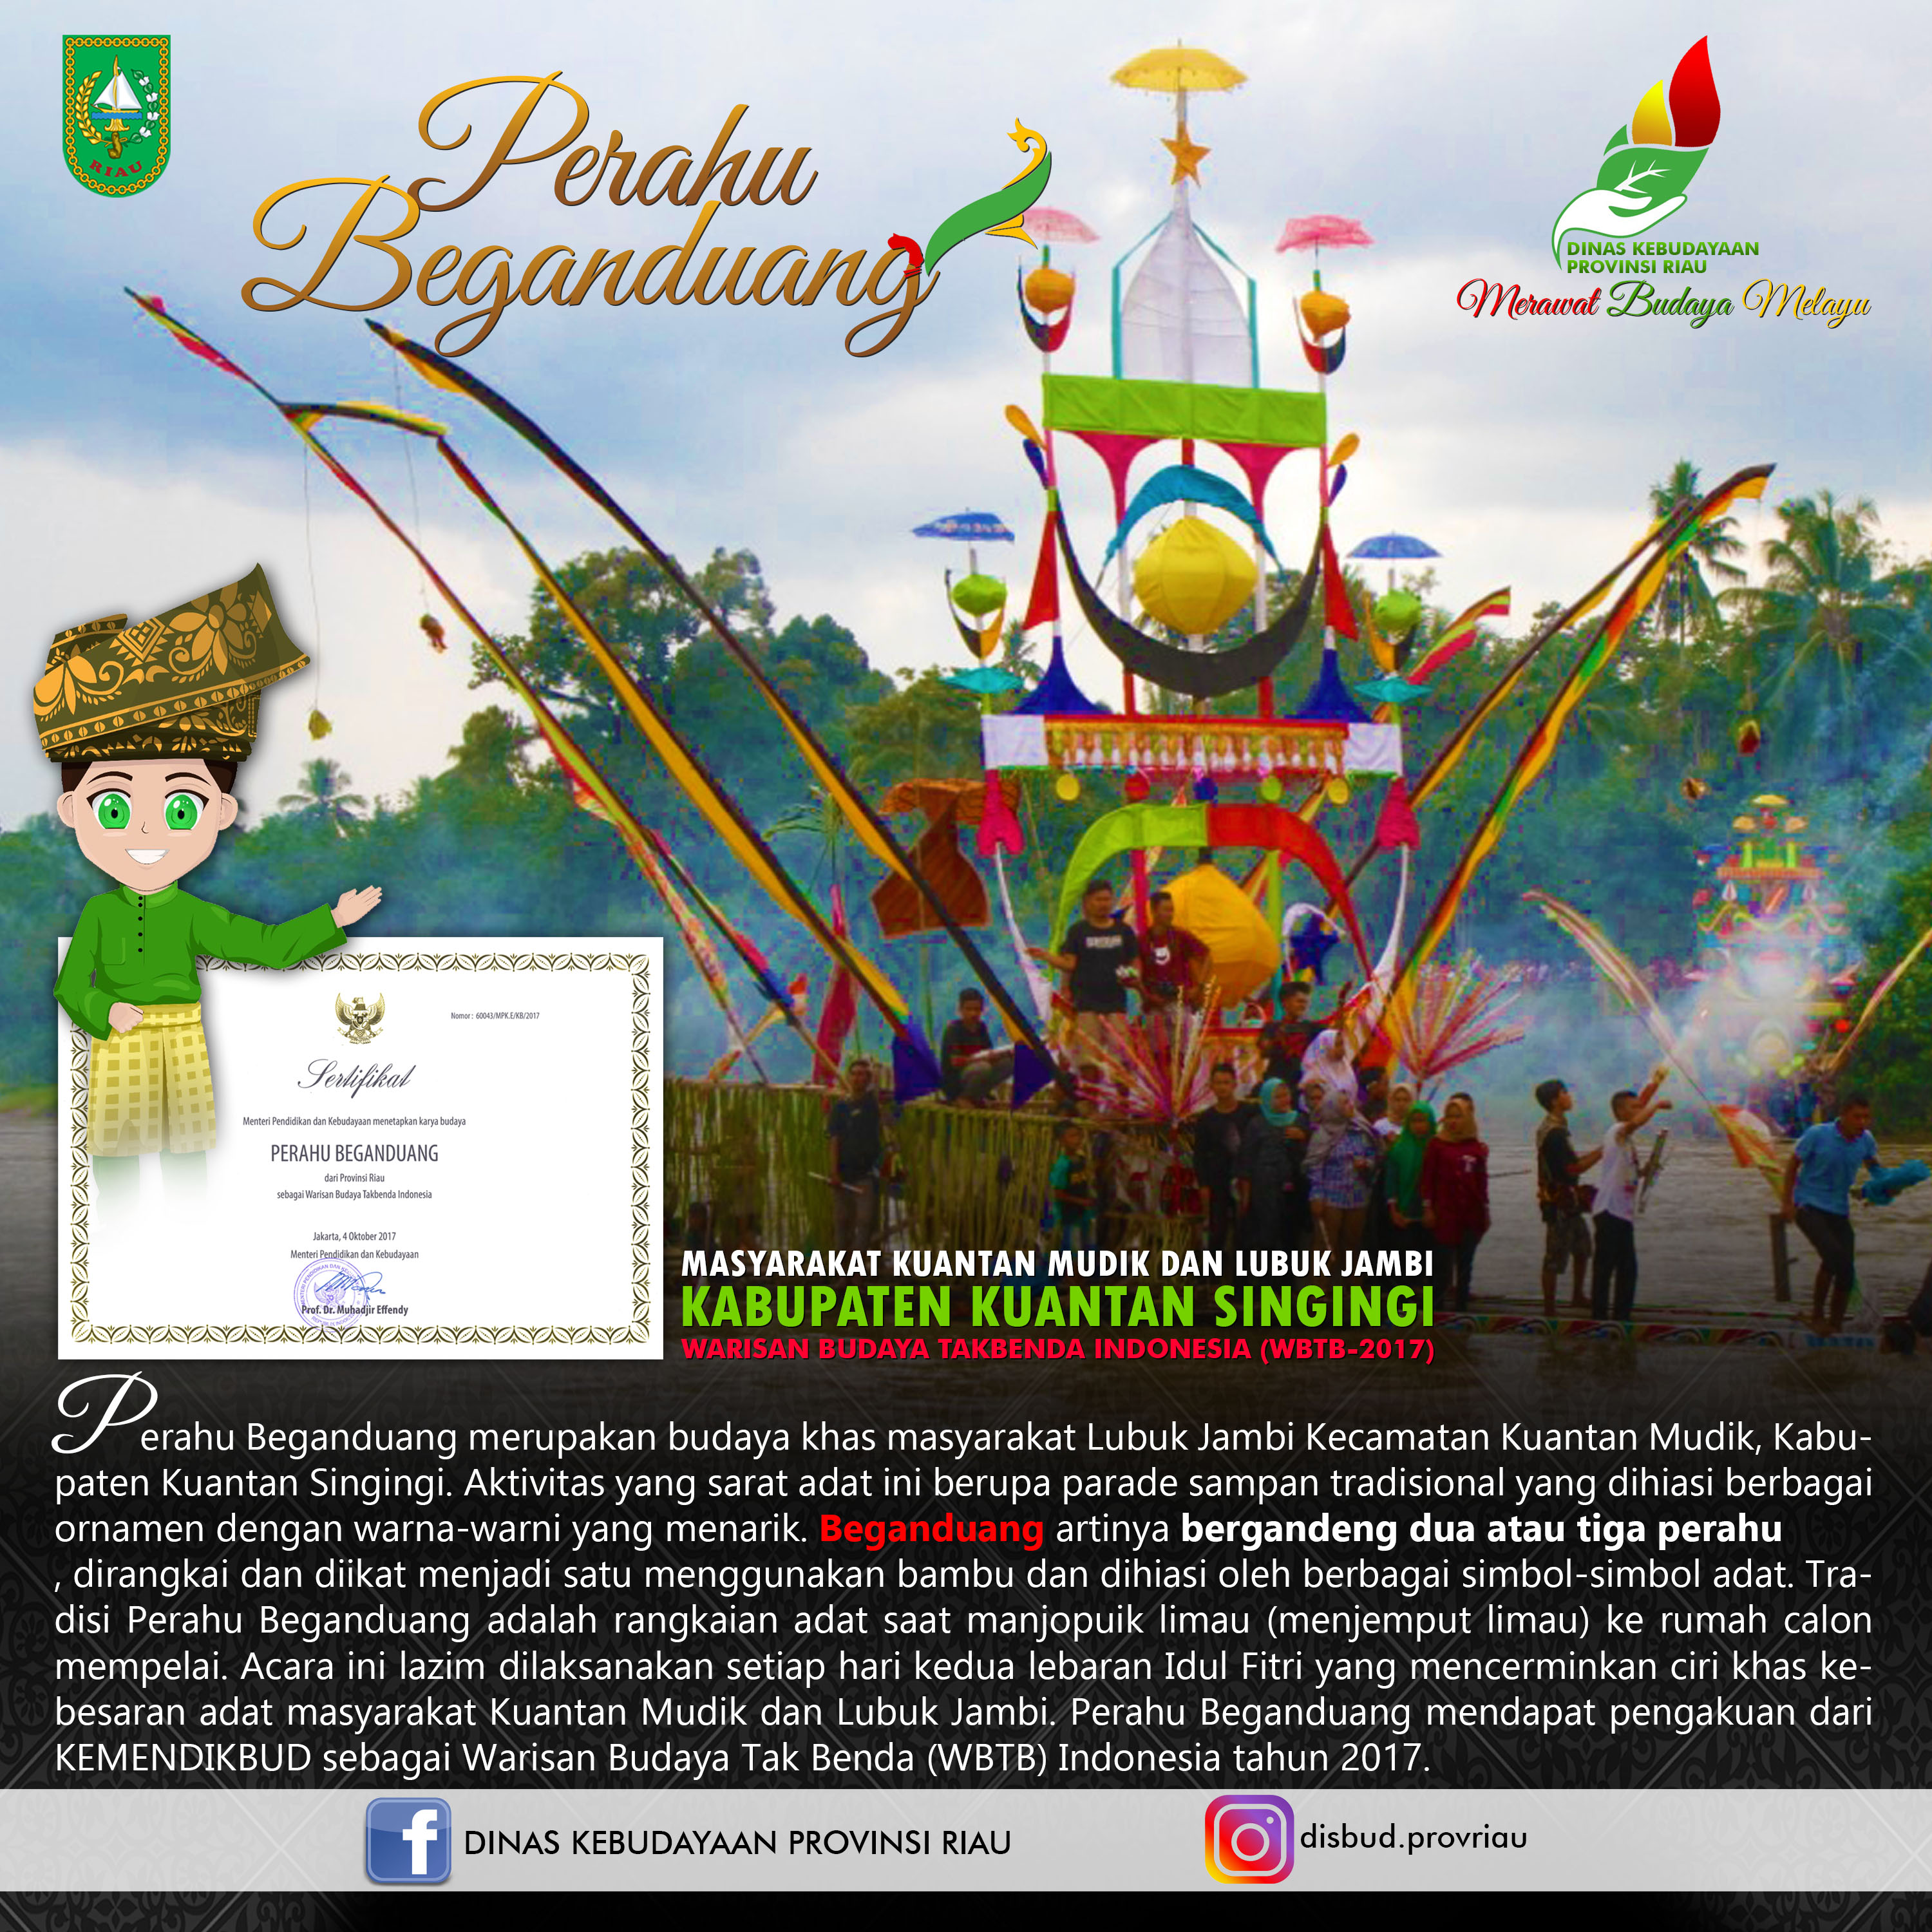 RIAU
Perahu
Beganduang
DINAS KEBUDAYAAN
PROVINSI RIAU
Merawat Budaya Melayu
Nomor : 60043/MPK.E/KB/2017
Sertifikat
Menteri Pendidikan dan Kebudayaan menetapkan karya budaya
PERAHU BEGANDUANG
dari Provinsi Riau
sebagai Warisan Budaya Takbenda Indonesia
Jakarta, 4 Oktober 2017
Menteri Pendidikan dan Kebudayaan
Prof. Dr. Muhadjir Effendy
MASYARAKAT KUANTAN MUDIK DAN LUBUK JAMBI
KABUPATEN KUANTAN SINGINGI
WARISAN BUDAYA TAKBENDA INDONESIA (WBTB-2017)
Perahu Beganduang merupakan budaya khas masyarakat Lubuk Jambi Kecamatan Kuantan Mudik, Kabu-
paten Kuantan Singingi. Aktivitas yang sarat adat ini berupa parade sampan tradisional yang dihiasi berbagai
ornamen dengan warna-warni yang menarik. Beganduang artinya bergandeng dua atau tiga perahu
, dirangkai dan diikat menjadi satu menggunakan bambu dan dihiasi oleh berbagai simbol-simbol adat. Tra-
disi Perahu Beganduang adalah rangkaian adat saat manjopuik limau (menjemput limau) ke rumah calon
mempelai. Acara ini lazim dilaksanakan setiap hari kedua lebaran Idul Fitri yang mencerminkan ciri khas ke-
besaran adat masyarakat Kuantan Mudik dan Lubuk Jambi. Perahu Beganduang mendapat pengakuan dari
KEMENDIKBUD sebagai Warisan Budaya Tak Benda (WBTB) Indonesia tahun 2017.
DINAS KEBUDAYAAN PROVINSI RIAU
disbud.provriau